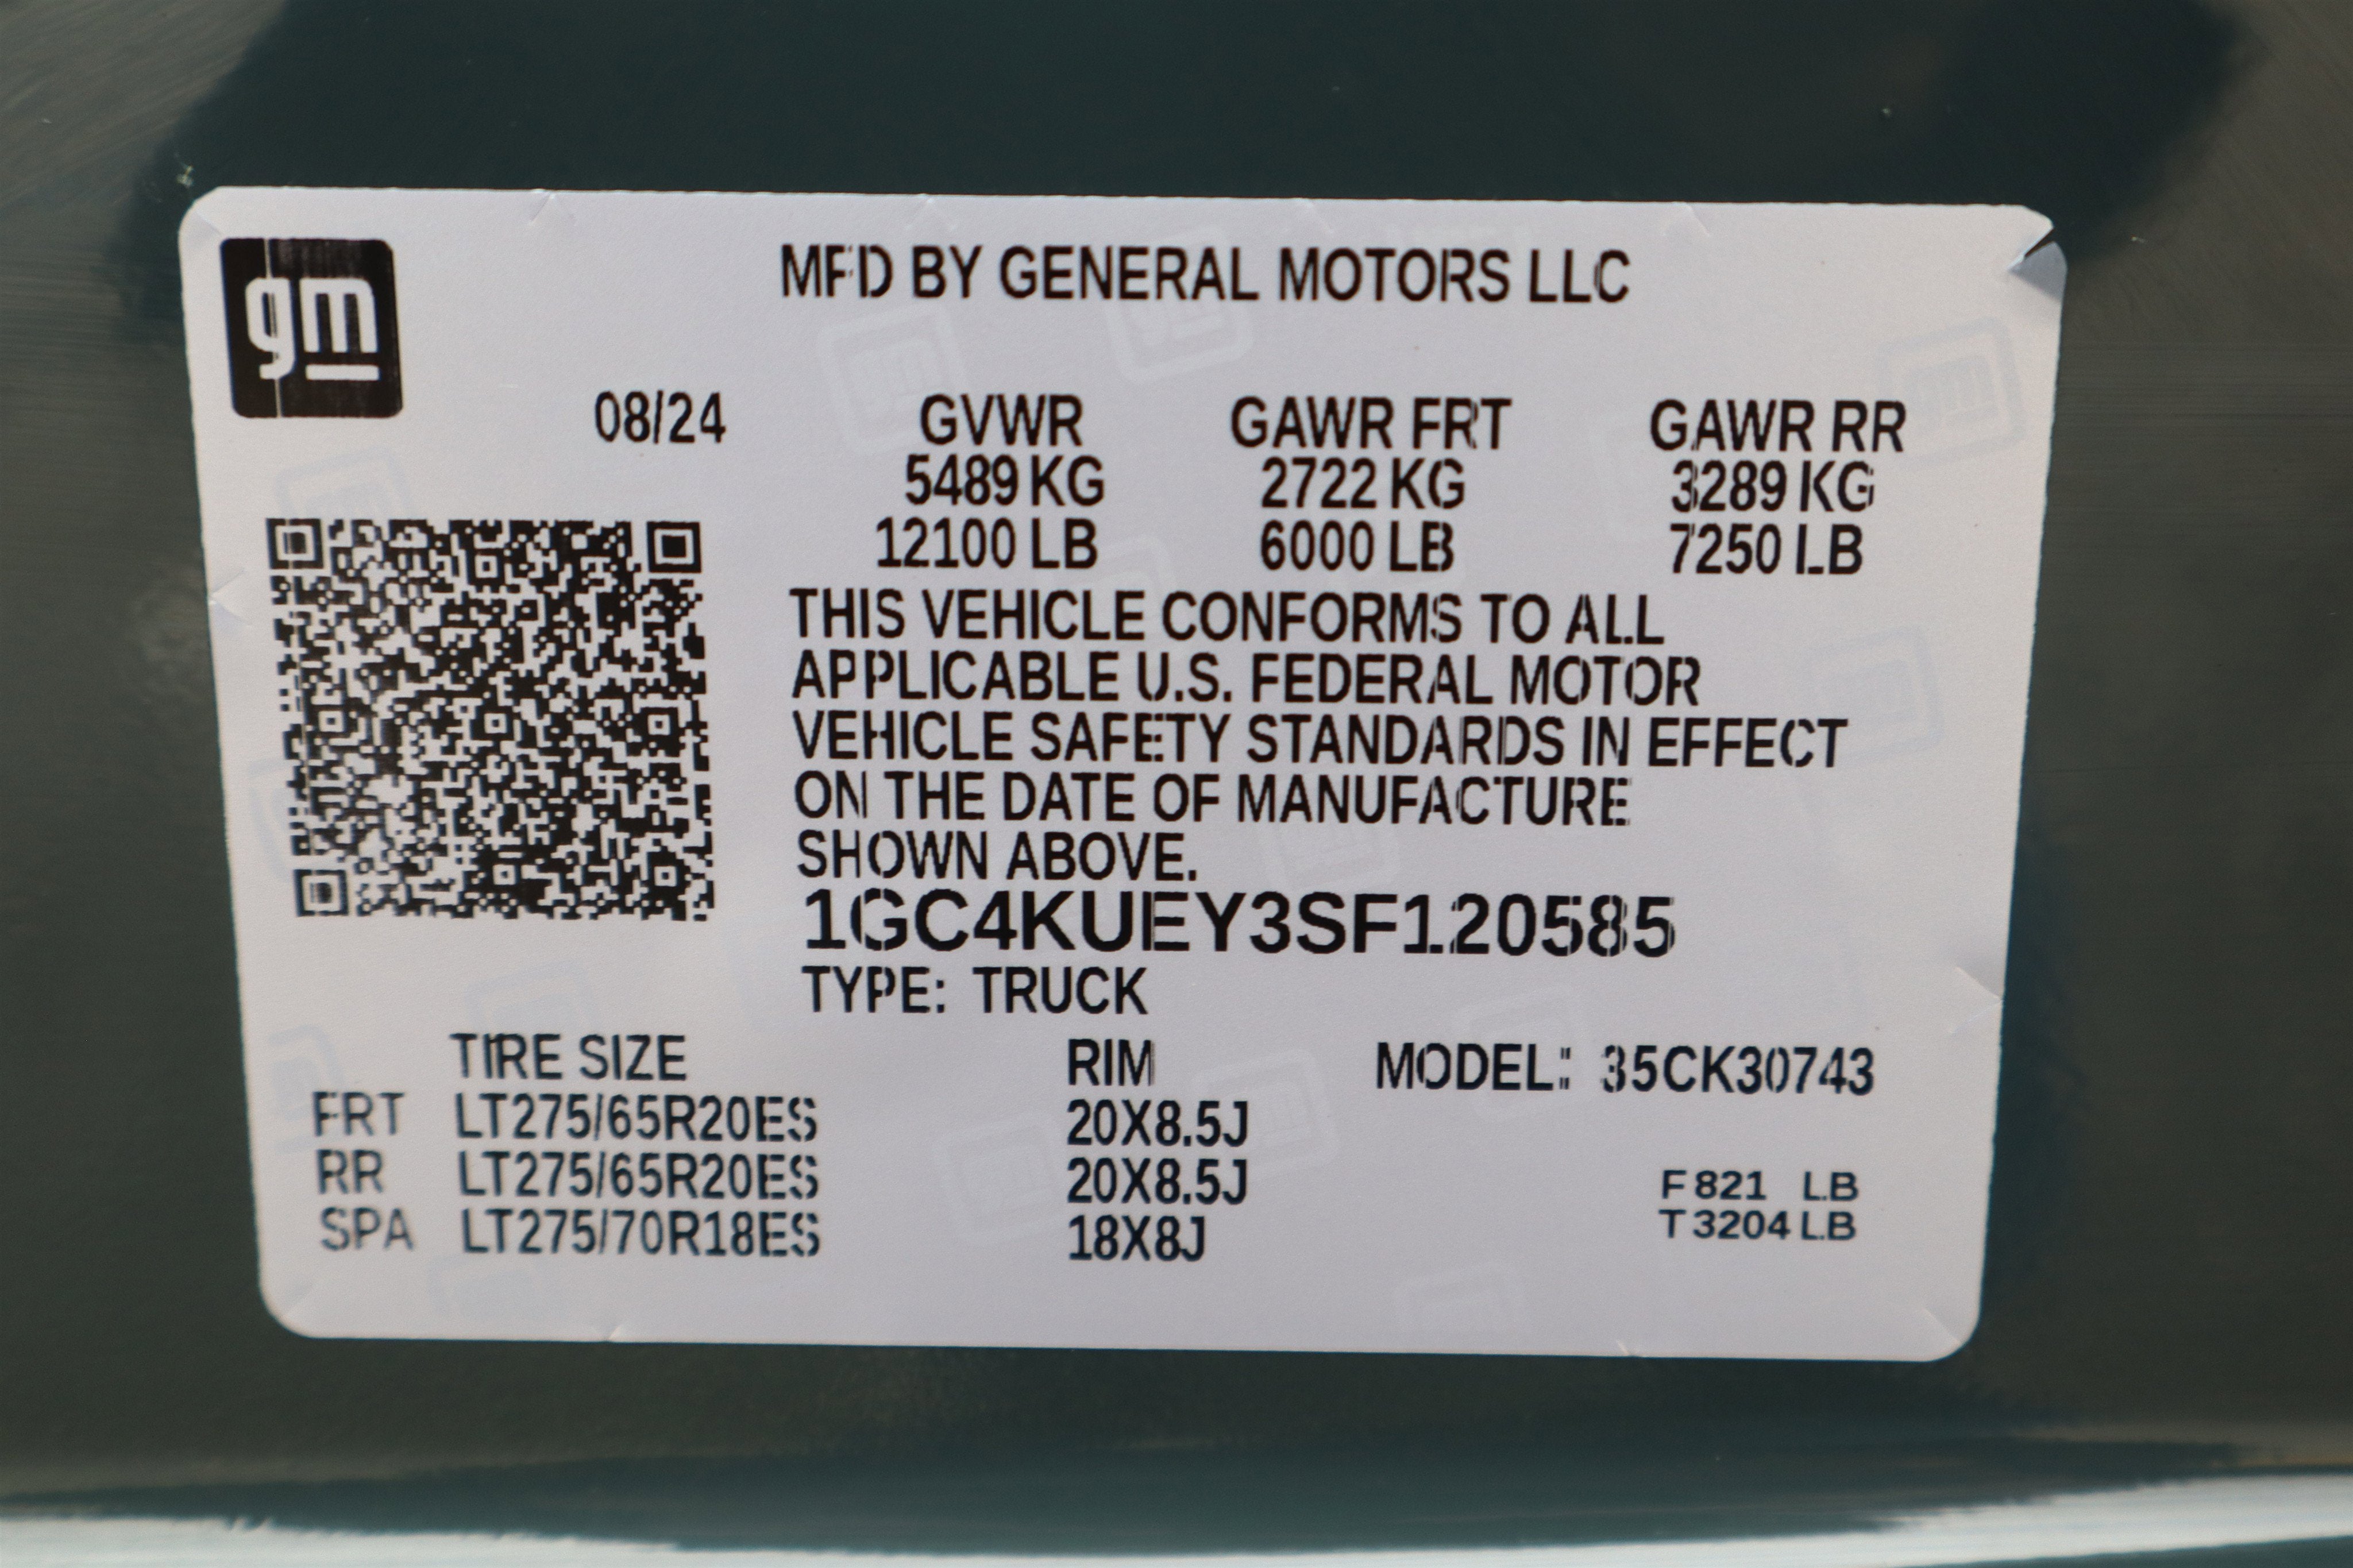 gm
MFD BY GENERAL MOTORS LLC
08/24 GVWR GAWR FRT GAWR RR
5489 KG 2722 KG 3289 KG
12100 LB 6000 LB 7250 LB
THIS VEHICLE CONFORMS TO ALL
APPLICABLE U.S. FEDERAL MOTOR
VEHICLE SAFETY STANDARDS IN EFFECT
ON THE DATE OF MANUFACTURE
SHOWN ABOVE.
1GC4KUEY3SF120585
TYPE: TRUCK
TIRE SIZE RIM MODEL: 35CK30743
FRT LT275/65R20ES 20X8.5J
RR LT275/65R20ES 20X8.5J
SPA LT275/70R18ES 18X8J
F 821 LB
T 3204 LB